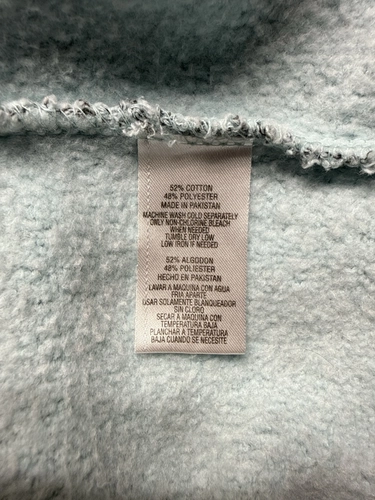 52% COTTON
48% POLYESTER
MADE IN PAKISTAN
MACHINE WASH COLD SEPARATELY
ONLY NON-CHLORINE BLEACH
WHEN NEEDED
TUMBLE DRY LOW
LOW IRON IF NEEDED
52% ALGODON
48% POLIESTER
HECHO EN PAKISTAN
LAVAR A MAQUINA CON AGUA
FRIA APARTE
USAR SOLAMENTE BLANQUEADOR
SIN CLORO
SECAR A MAQUINA CON
TEMPERATURA BAJA
PLANCHAR A TEMPERATURA
BAJA CUANDO SE NECESITE